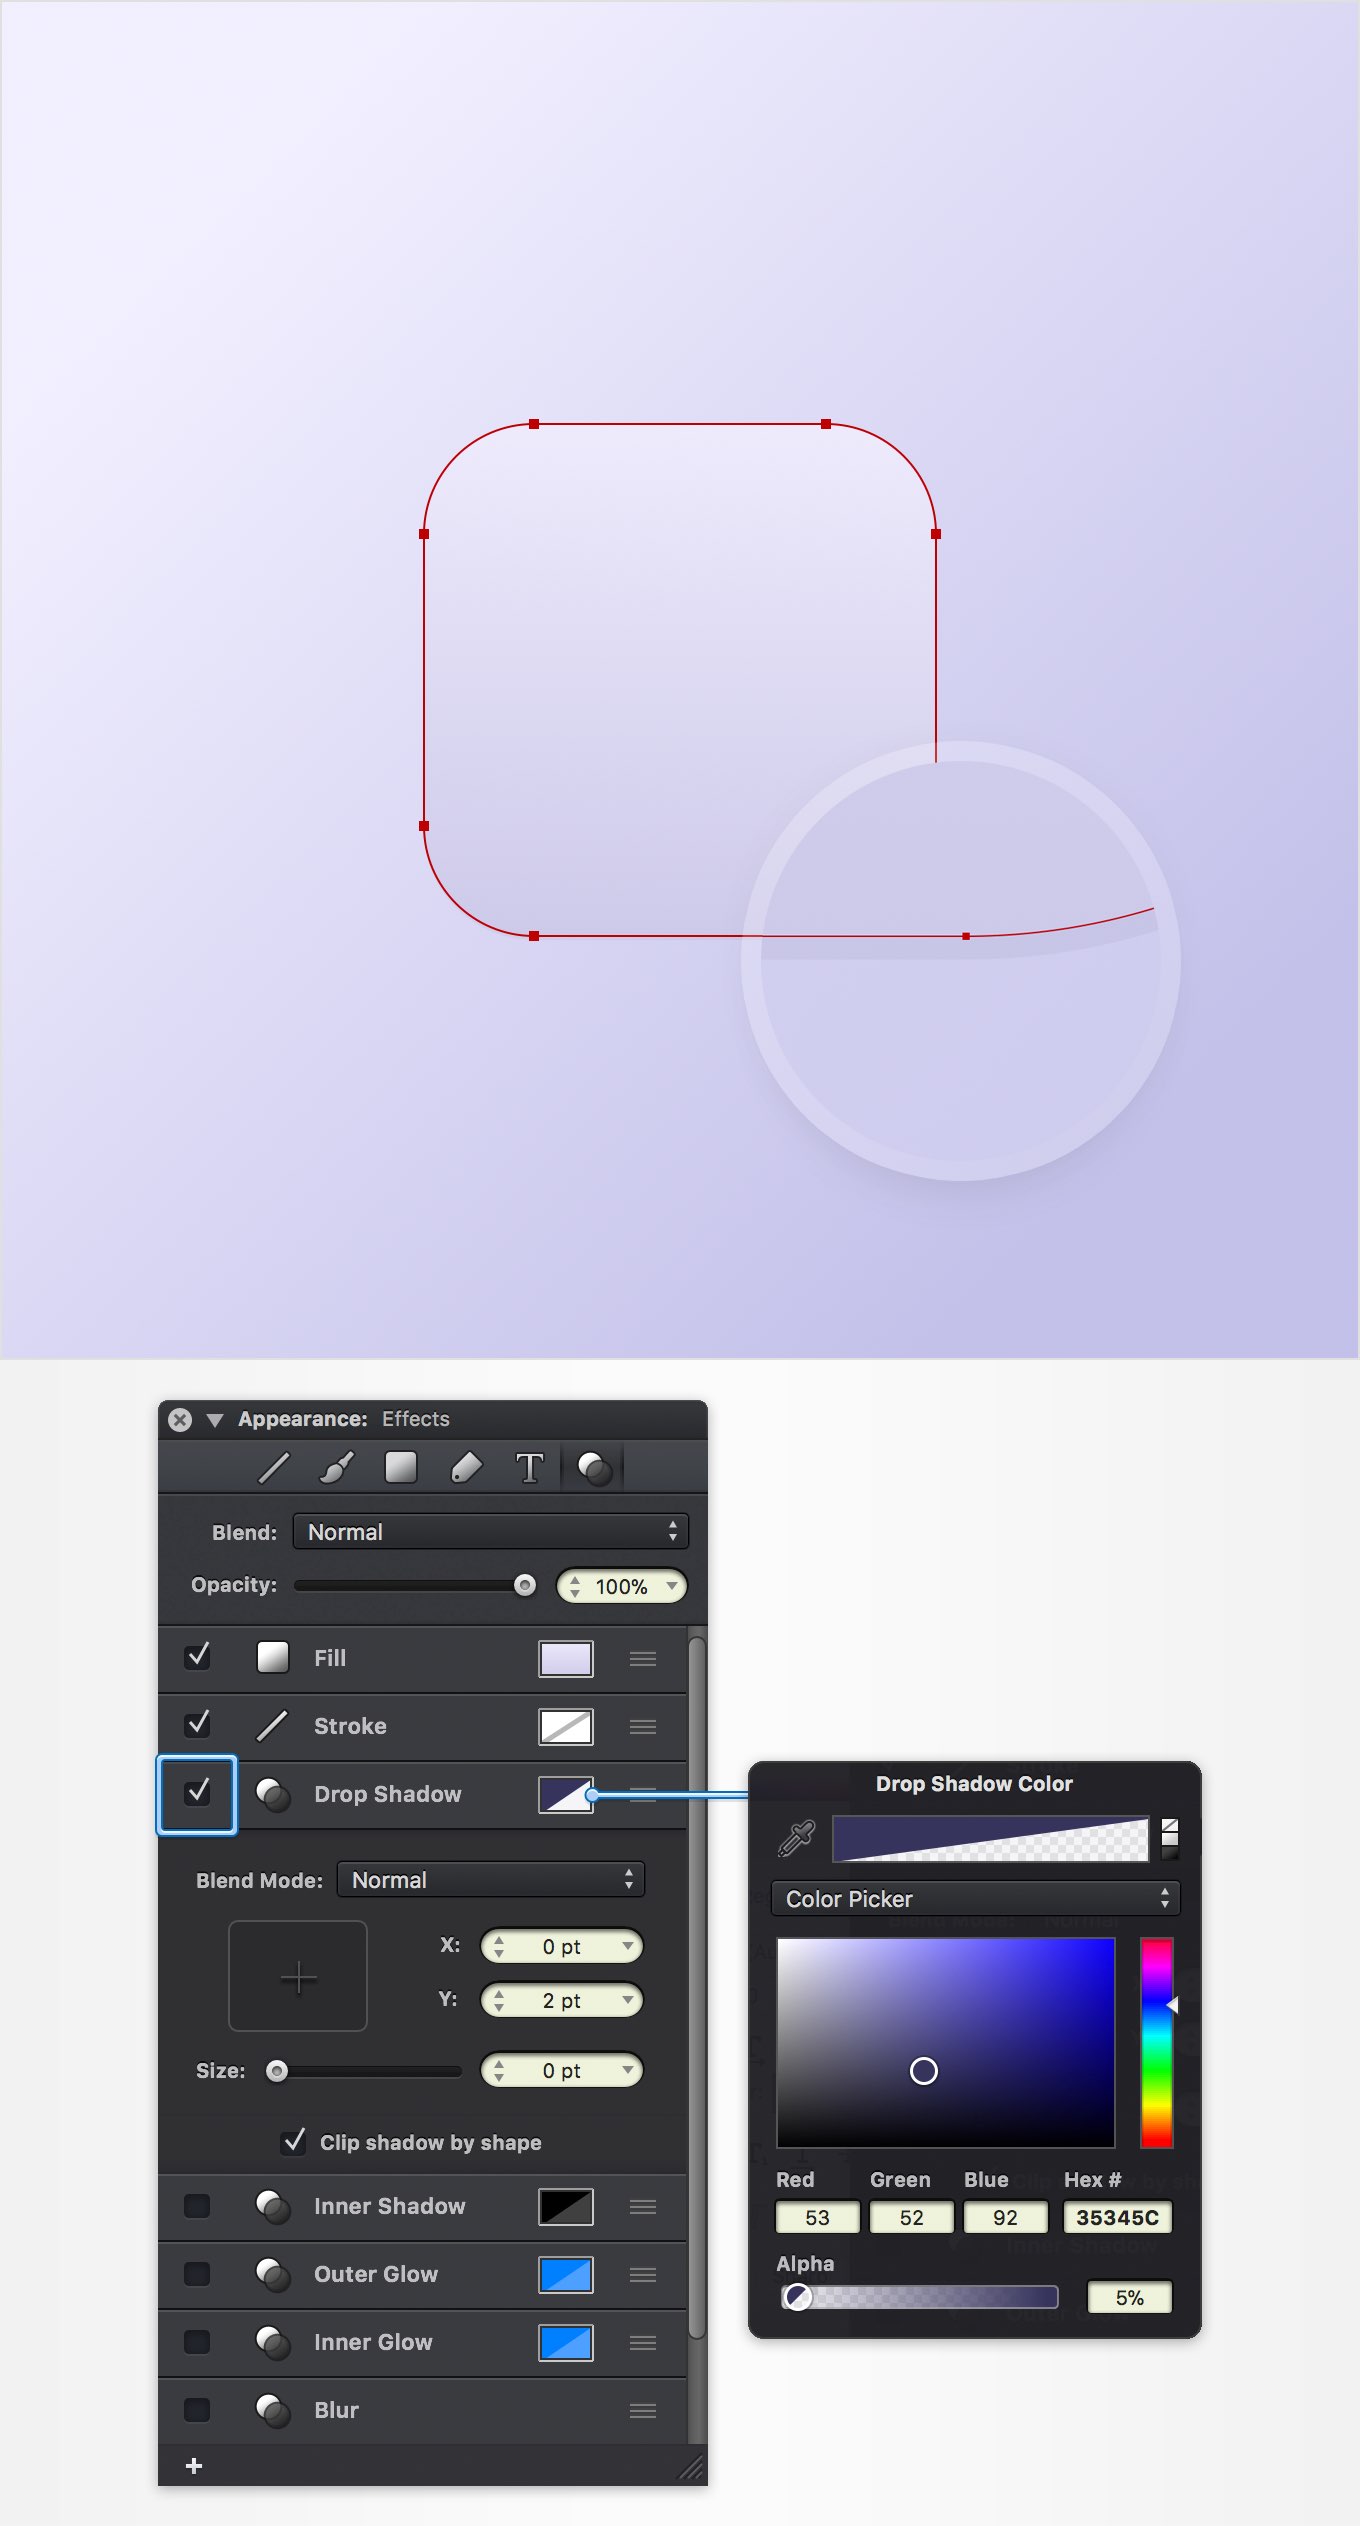 Appearance: Effects
T
Blend: Normal
Opacity: 100%
Fill
Stroke
Drop Shadow
Blend Mode: Normal
X: 0 pt
Y: 2 pt
Size: 0 pt
Clip shadow by shape
Inner Shadow
Outer Glow
Inner Glow
Blur
+
Drop Shadow Color
Color Picker
Red Green Blue Hex #
53 52 92 35345C
Alpha
5%